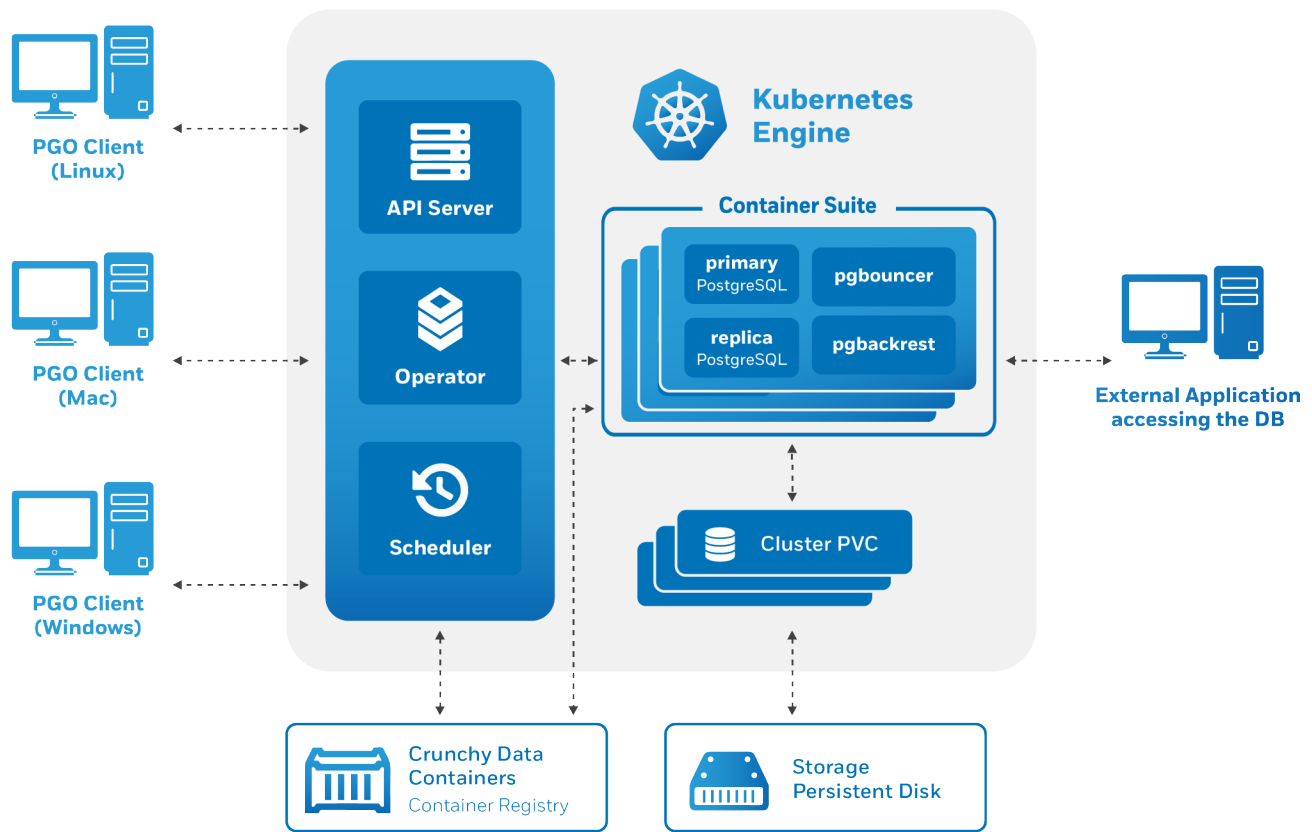 PGO Client
(Linux)
PGO Client
(Mac)
PGO Client
(Windows)
API Server
Operator
Scheduler
Kubernetes
Engine
Container Suite
primary
PostgreSQL
pgbouncer
replica
PostgreSQL
pgbackrest
Cluster PVC
External Application
accessing the DB
Crunchy Data
Containers
Container Registry
Storage
Persistent Disk